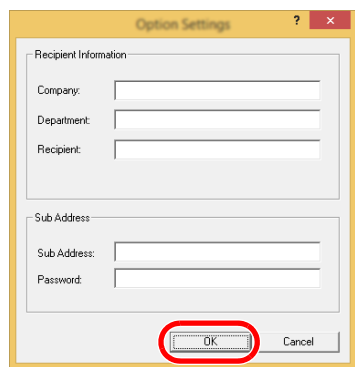 Option Settings ? ×
Recipient Information
Company:
Department:
Recipient:
Sub Address
Sub Address:
Password:
OK Cancel